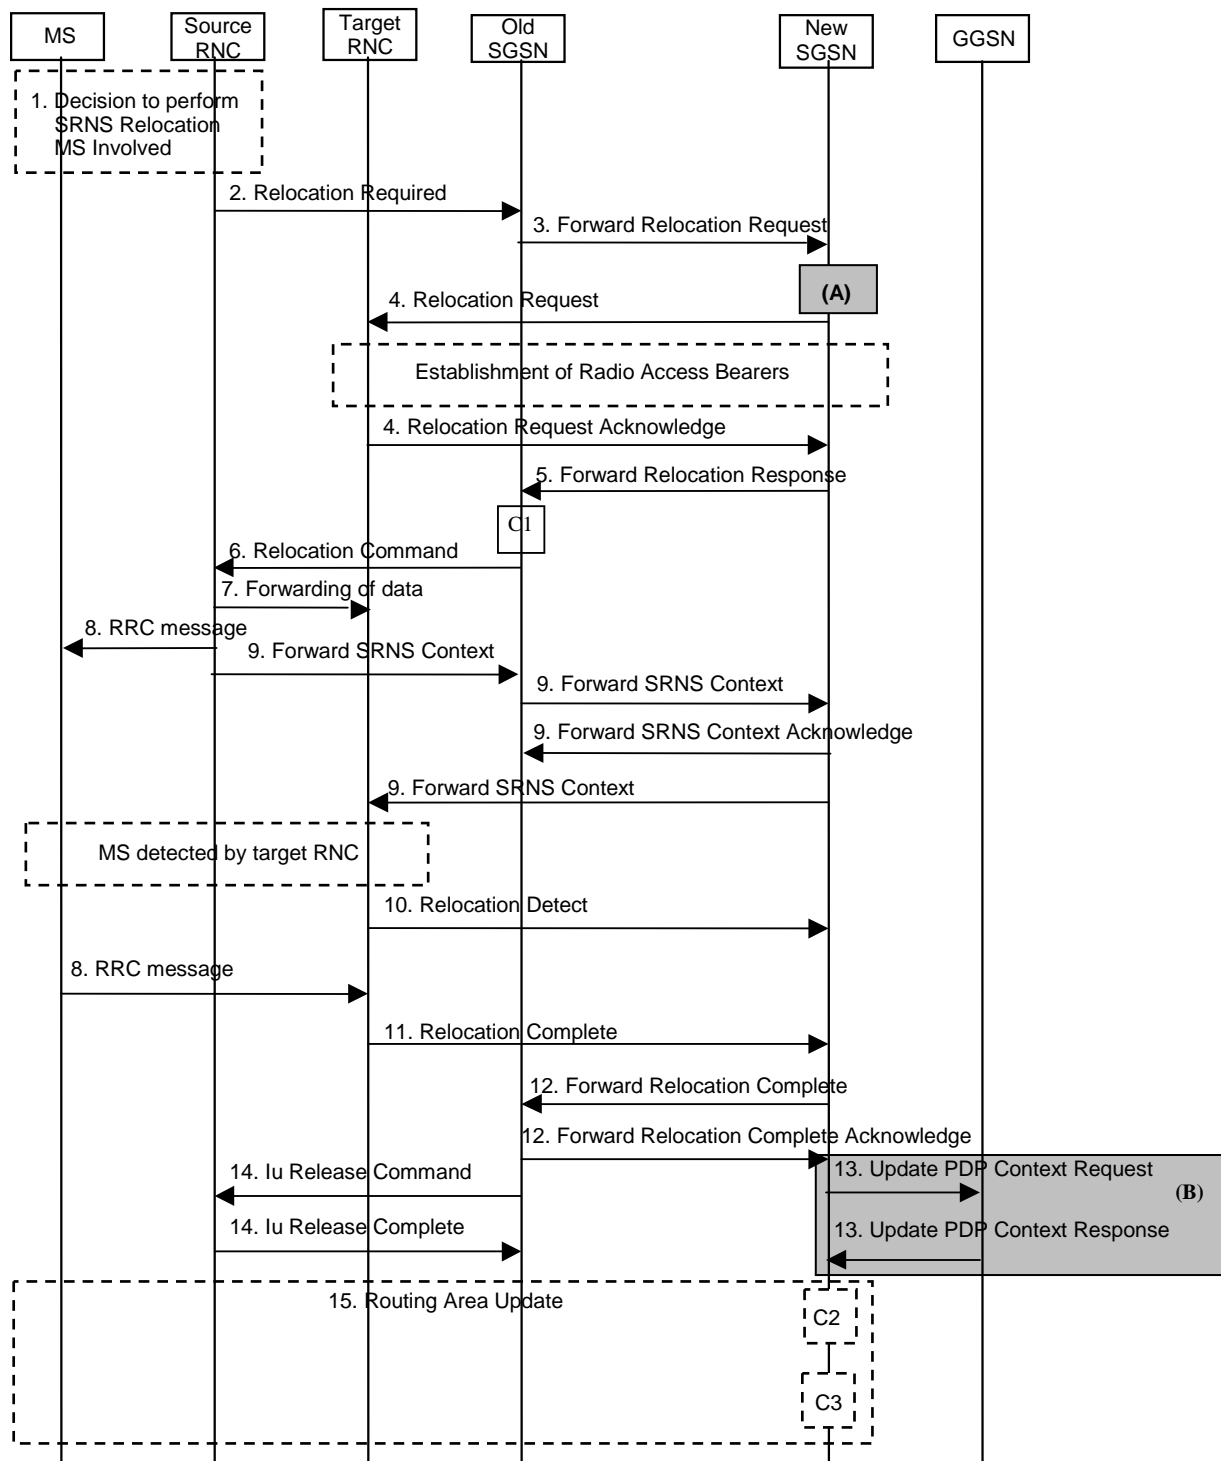 MS
Source
RNC
Target
RNC
Old
SGSN
New
SGSN
GGSN
1. Decision to perform
SRNS Relocation
MS Involved
2. Relocation Required
3. Forward Relocation Request
(A)
4. Relocation Request
Establishment of Radio Access Bearers
4. Relocation Request Acknowledge
5. Forward Relocation Response
C1
6. Relocation Command
7. Forwarding of data
8. RRC message
9. Forward SRNS Context
9. Forward SRNS Context
9. Forward SRNS Context Acknowledge
9. Forward SRNS Context
MS detected by target RNC
10. Relocation Detect
8. RRC message
11. Relocation Complete
12. Forward Relocation Complete
12. Forward Relocation Complete Acknowledge
14. Iu Release Command
13. Update PDP Context Request
(B)
14. Iu Release Complete
13. Update PDP Context Response
15. Routing Area Update
C2
C3